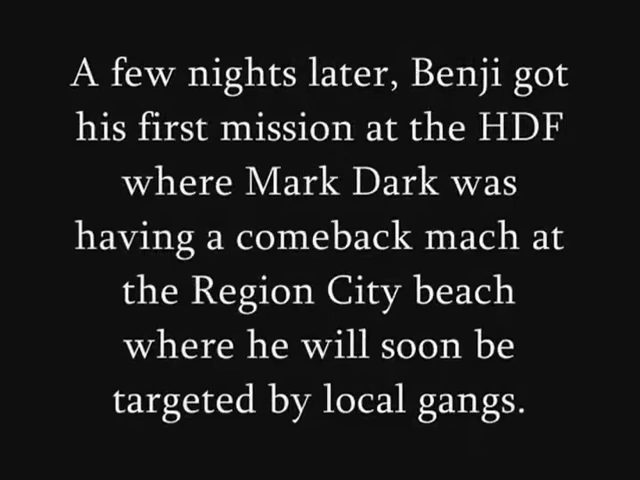 A few nights later, Benji got
his first mission at the HDF
where Mark Dark was
having a comeback mach at
the Region City beach
where he will soon be
targeted by local gangs.